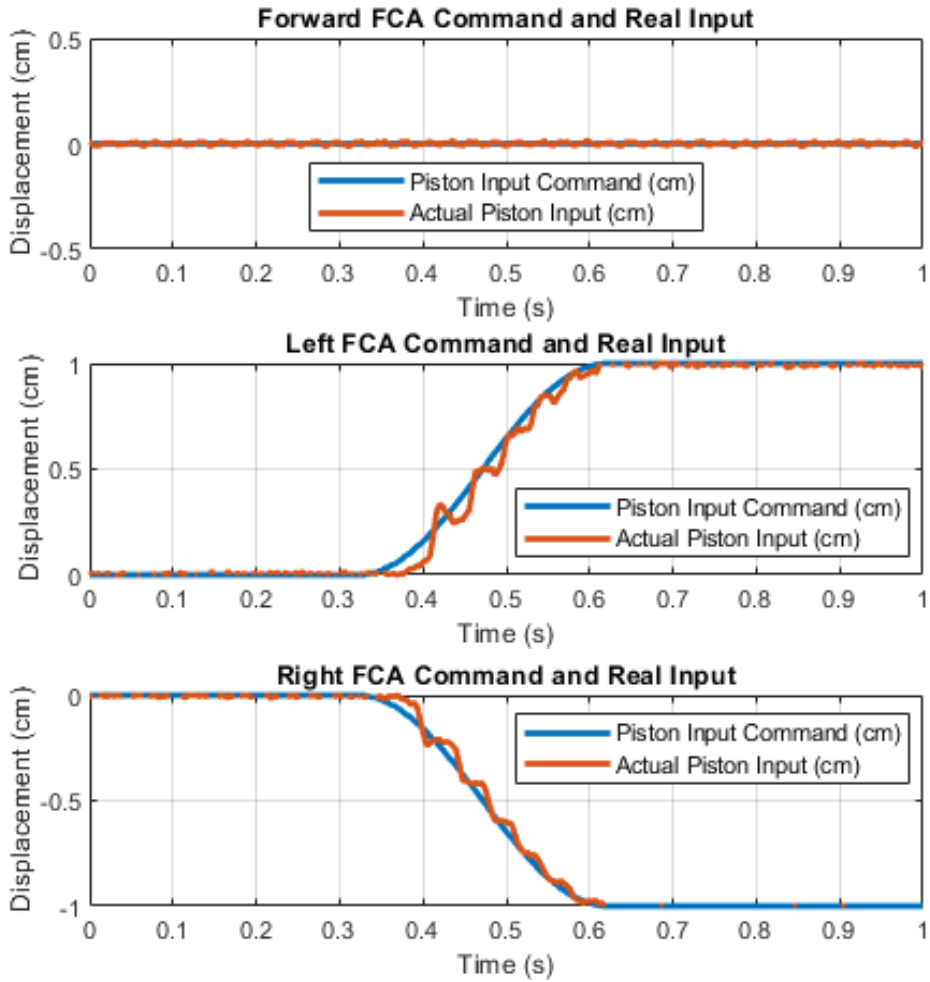 Forward FCA Command and Real Input
Displacement (cm)
0.5
0
-0.5
Piston Input Command (cm)
Actual Piston Input (cm)
0 0.1 0.2 0.3 0.4 0.5 0.6 0.7 0.8 0.9 1
Time (s)
Left FCA Command and Real Input
Displacement (cm)
1
0.5
0
Piston Input Command (cm)
Actual Piston Input (cm)
0 0.1 0.2 0.3 0.4 0.5 0.6 0.7 0.8 0.9 1
Time (s)
Right FCA Command and Real Input
Displacement (cm)
0
-0.5
-1
Piston Input Command (cm)
Actual Piston Input (cm)
0 0.1 0.2 0.3 0.4 0.5 0.6 0.7 0.8 0.9 1
Time (s)